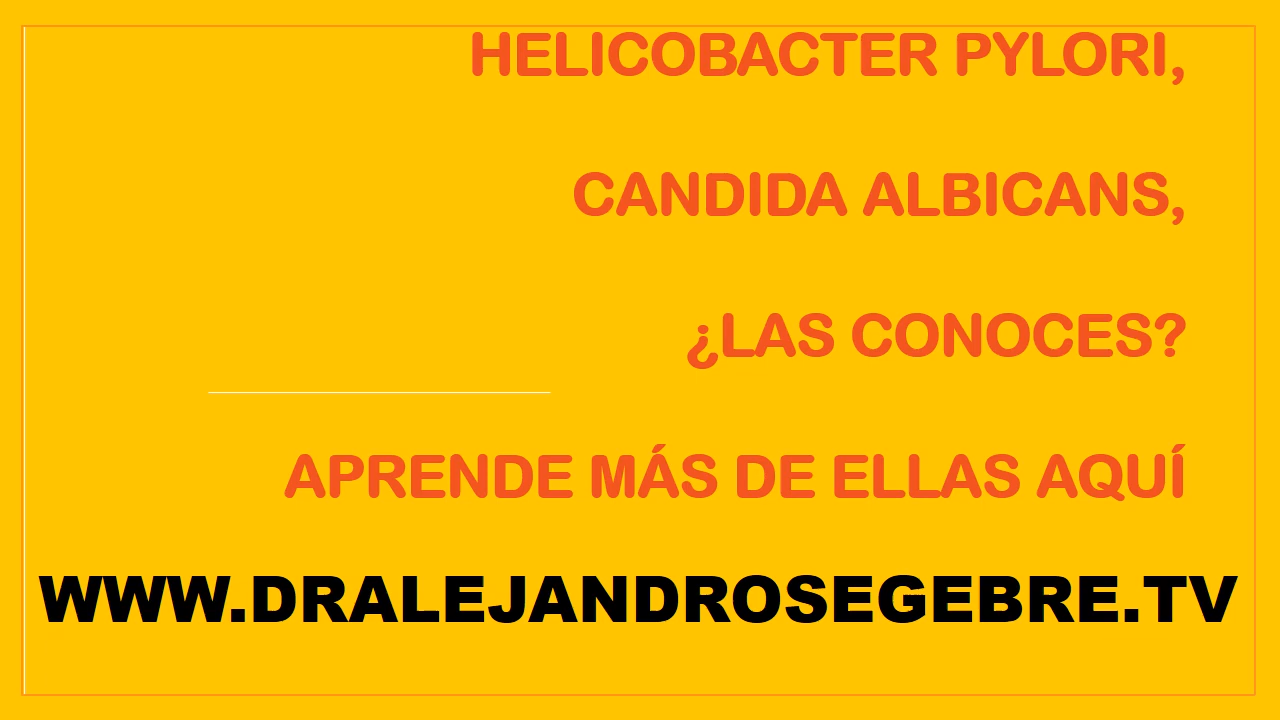 HELICOBACTER PYLORI,
CANDIDA ALBICANS,
¿LAS CONOCES?
APRENDE MÁS DE ELLAS AQUÍ
WWW.DRALEJANDROSEGEBRE.TV